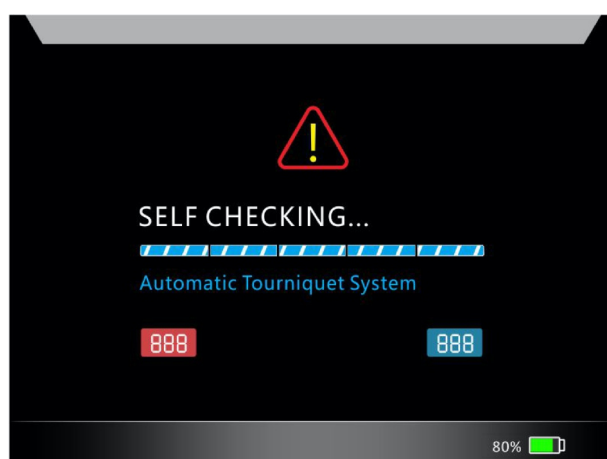 !
SELF CHECKING...
Automatic Tourniquet System
888 888
80%